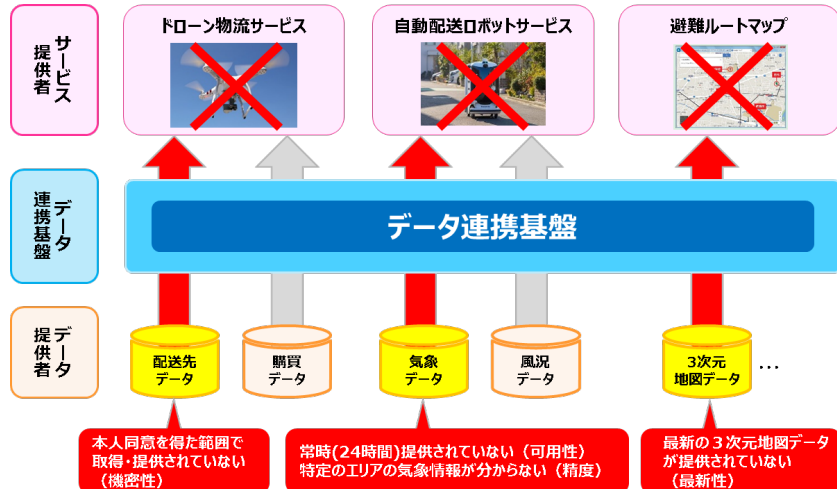 サービス
提供者
ドローン物流サービス
自動配送ロボットサービス
避難ルートマップ
データ
連携基盤
データ連携基盤
データ
提供者
配送先
データ
購買
データ
気象
データ
風況
データ
3次元
地図データ
…
本人同意を得た範囲で
取得・提供されていない
（機密性）
常時(24時間)提供されていない（可用性）
特定のエリアの気象情報が分からない（精度）
最新の３次元地図データ
が提供されていない
（最新性）